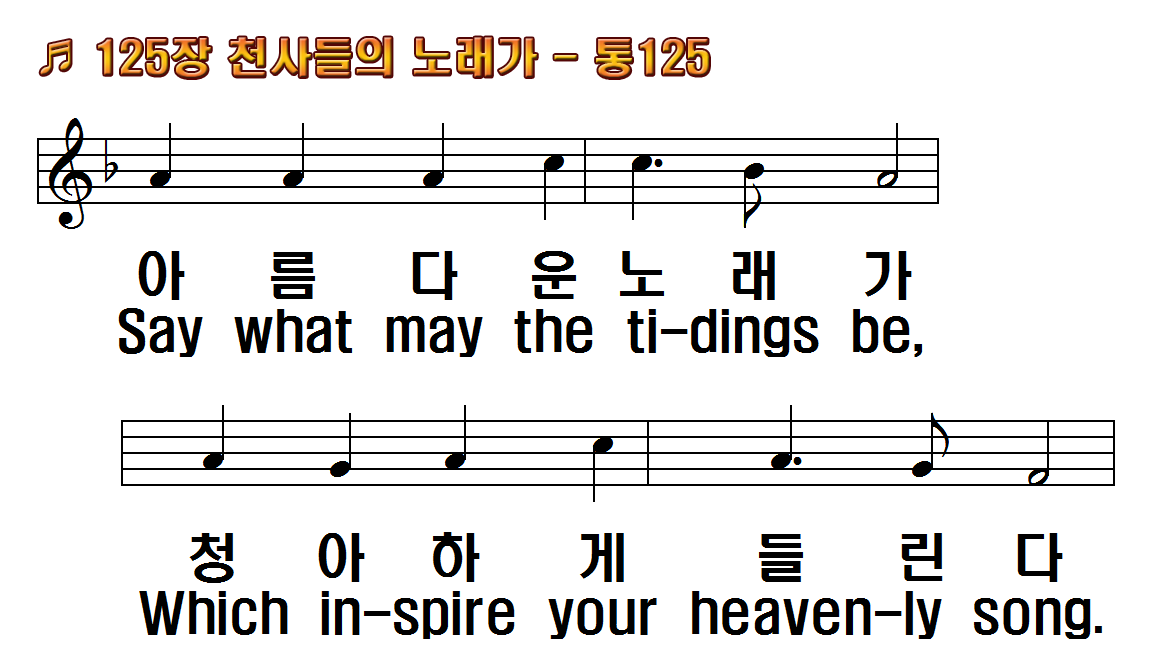 125장 천사들의 노래가 - 통125
아 름 다 운 노 래 가
Say what may the ti-dings be,
청 아 하 게 들 린 다
Which in-spire your heaven-ly song.